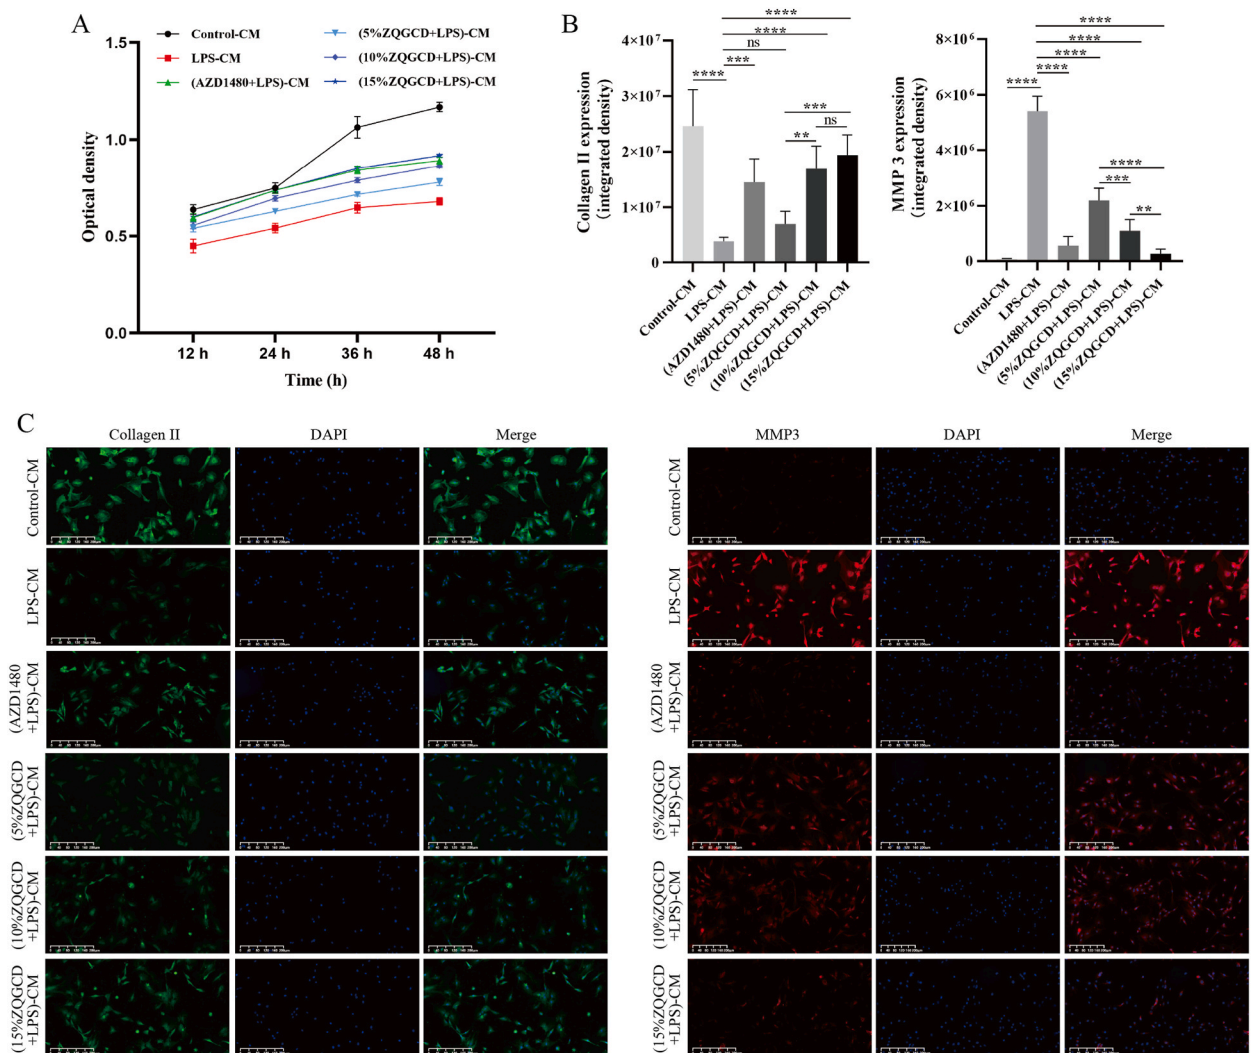 A
Control-CM
LPS-CM
(AZD1480+LPS)-CM
(5%ZQGCD+LPS)-CM
(10%ZQGCD+LPS)-CM
(15%ZQGCD+LPS)-CM
Optical density
1.5
1.0
0.5
0.0
12 h
24 h
36 h
48 h
Time (h)
B
Collagen II expression
(integrated density)
4×10⁷
3×10⁷
2×10⁷
1×10⁷
0
****
****
ns
***
****
***
ns
**
Control-CM
LPS-CM
(AZD1480+LPS)-CM
(5%ZQGCD+LPS)-CM
(10%ZQGCD+LPS)-CM
(15%ZQGCD+LPS)-CM
MMP 3 expression
(integrated density)
8×10⁶
6×10⁶
4×10⁶
2×10⁶
0
****
****
****
****
****
****
***
**
Control-CM
LPS-CM
(AZD1480+LPS)-CM
(5%ZQGCD+LPS)-CM
(10%ZQGCD+LPS)-CM
(15%ZQGCD+LPS)-CM
C
Collagen II
DAPI
Merge
Control-CM
LPS-CM
(AZD1480
+LPS)-CM
(5%ZQGCD
+LPS)-CM
(10%ZQGCD
+LPS)-CM
(15%ZQGCD
+LPS)-CM
MMP3
DAPI
Merge
Control-CM
LPS-CM
(AZD1480
+LPS)-CM
(5%ZQGCD
+LPS)-CM
(10%ZQGCD
+LPS)-CM
(15%ZQGCD
+LPS)-CM